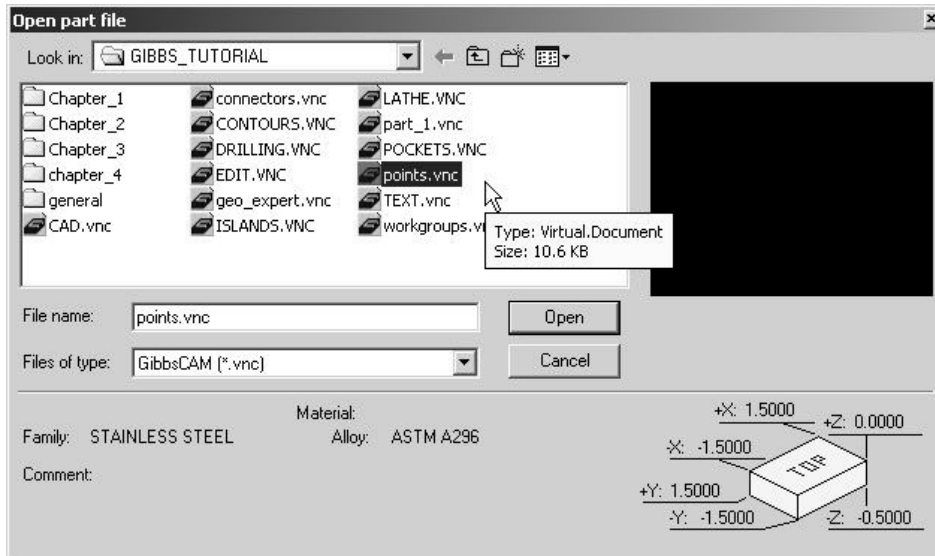 Open part file
Look in: GIBBS_TUTORIAL
Chapter_1 connectors.vnc LATHE.VNC
Chapter_2 CONTOURS.VNC part_1.vnc
Chapter_3 DRILLING.VNC POCKETS.VNC
chapter_4 EDIT.VNC points.vnc
general geo_expert.vnc TEXT.vnc
CAD.vnc ISLANDS.VNC
Type: Virtual.Document
Size: 10.6 KB
File name: points.vnc Open
Files of type: GibbsCAM (*.vnc) Cancel
Material:
Family: STAINLESS STEEL Alloy: ASTM A296
Comment:
+X: 1.5000
+Z: 0.0000
-X: -1.5000
TOP
+Y: 1.5000
-Y: -1.5000
-Z: -0.5000